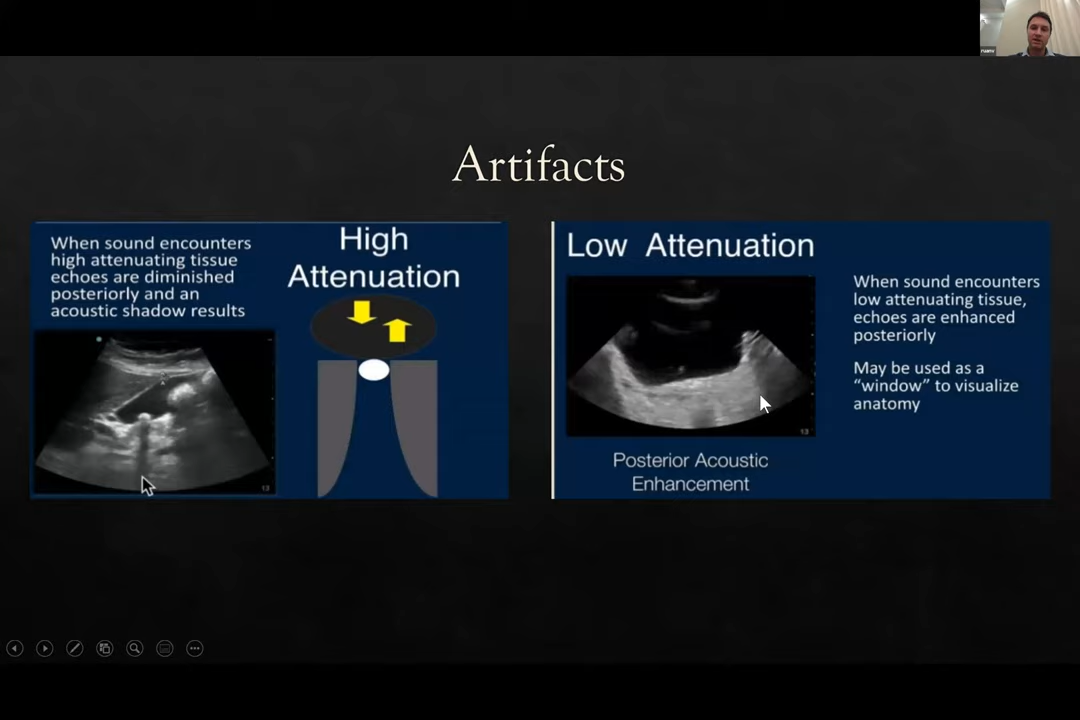 Artifacts
When sound encounters
high attenuating tissue
echoes are diminished
posteriorly and an
acoustic shadow results
High
Attenuation
13
Low Attenuation
13
Posterior Acoustic
Enhancement
When sound encounters
low attenuating tissue,
echoes are enhanced
posteriorly
May be used as a
“window” to visualize
anatomy